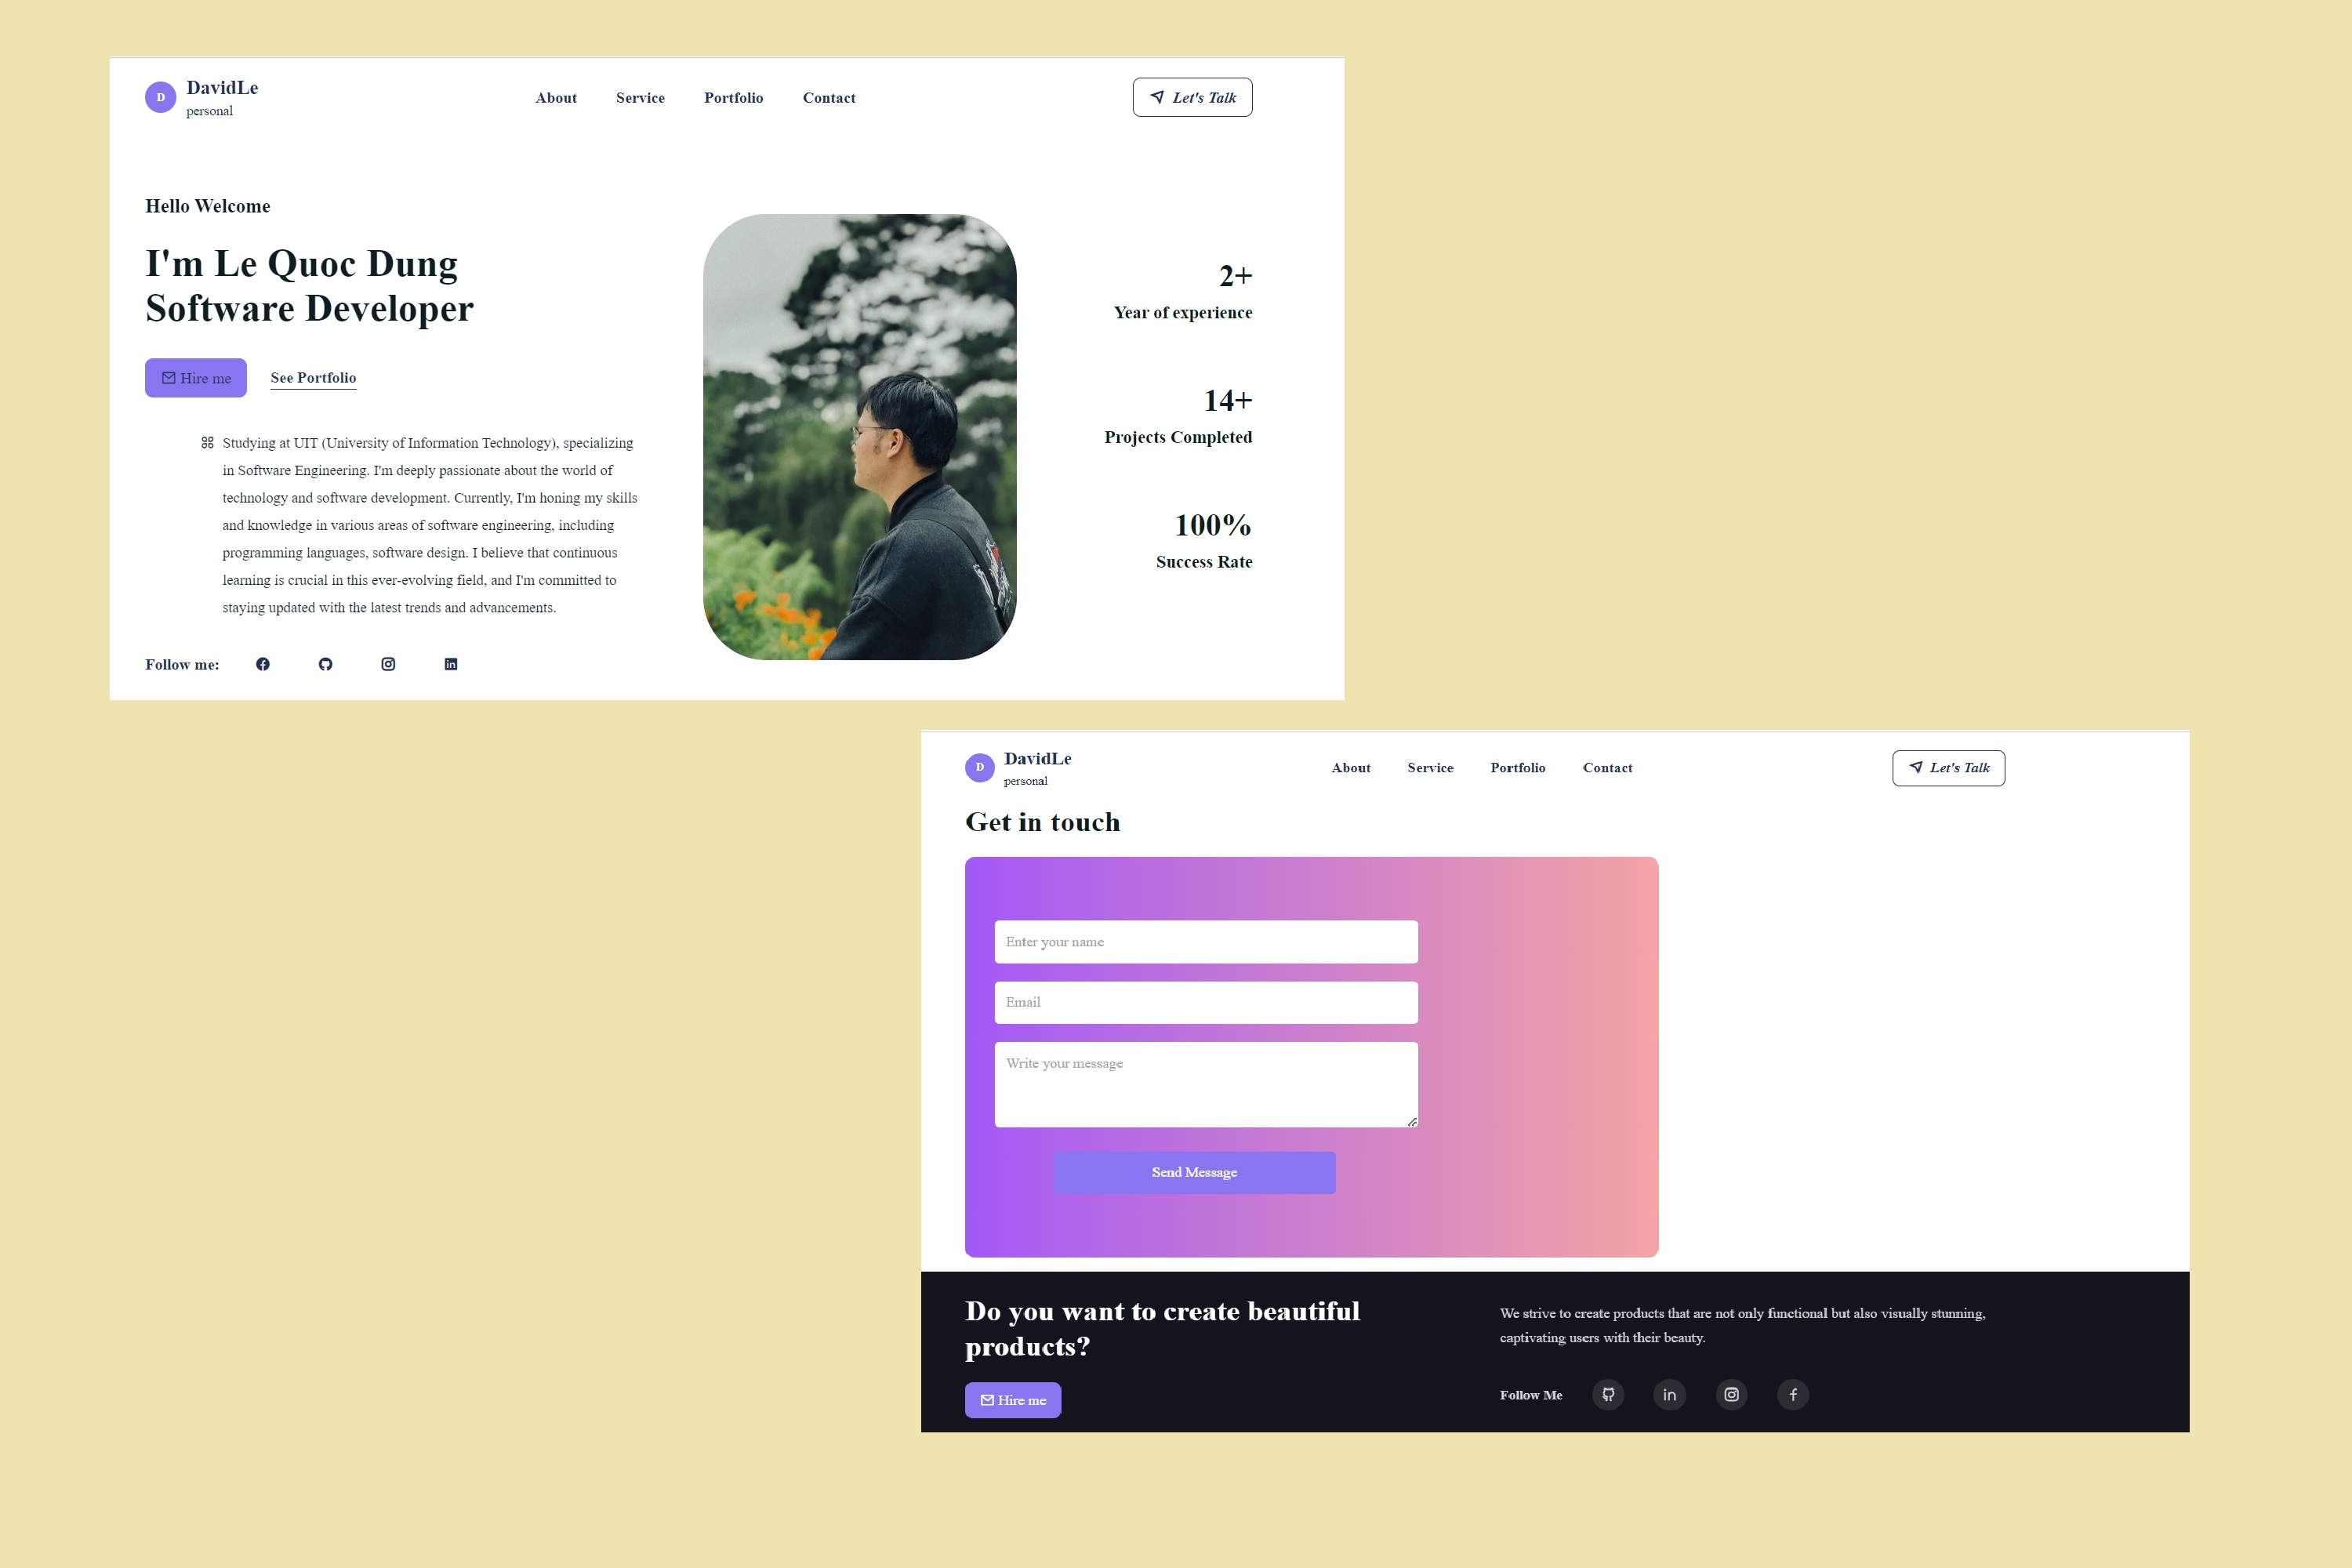 D
DavidLe
personal
About
Service
Portfolio
Contact
Let's Talk
Hello Welcome
I'm Le Quoc Dung
Software Developer
Hire me
See Portfolio
Studying at UIT (University of Information Technology), specializing
in Software Engineering. I'm deeply passionate about the world of
technology and software development. Currently, I'm honing my skills
and knowledge in various areas of software engineering, including
programming languages, software design. I believe that continuous
learning is crucial in this ever-evolving field, and I'm committed to
staying updated with the latest trends and advancements.
Follow me:
2+
Year of experience
14+
Projects Completed
100%
Success Rate
D
DavidLe
personal
About
Service
Portfolio
Contact
Let's Talk
Get in touch
Enter your name
Email
Write your message
Send Message
Do you want to create beautiful
products?
Hire me
We strive to create products that are not only functional but also visually stunning,
captivating users with their beauty.
Follow Me